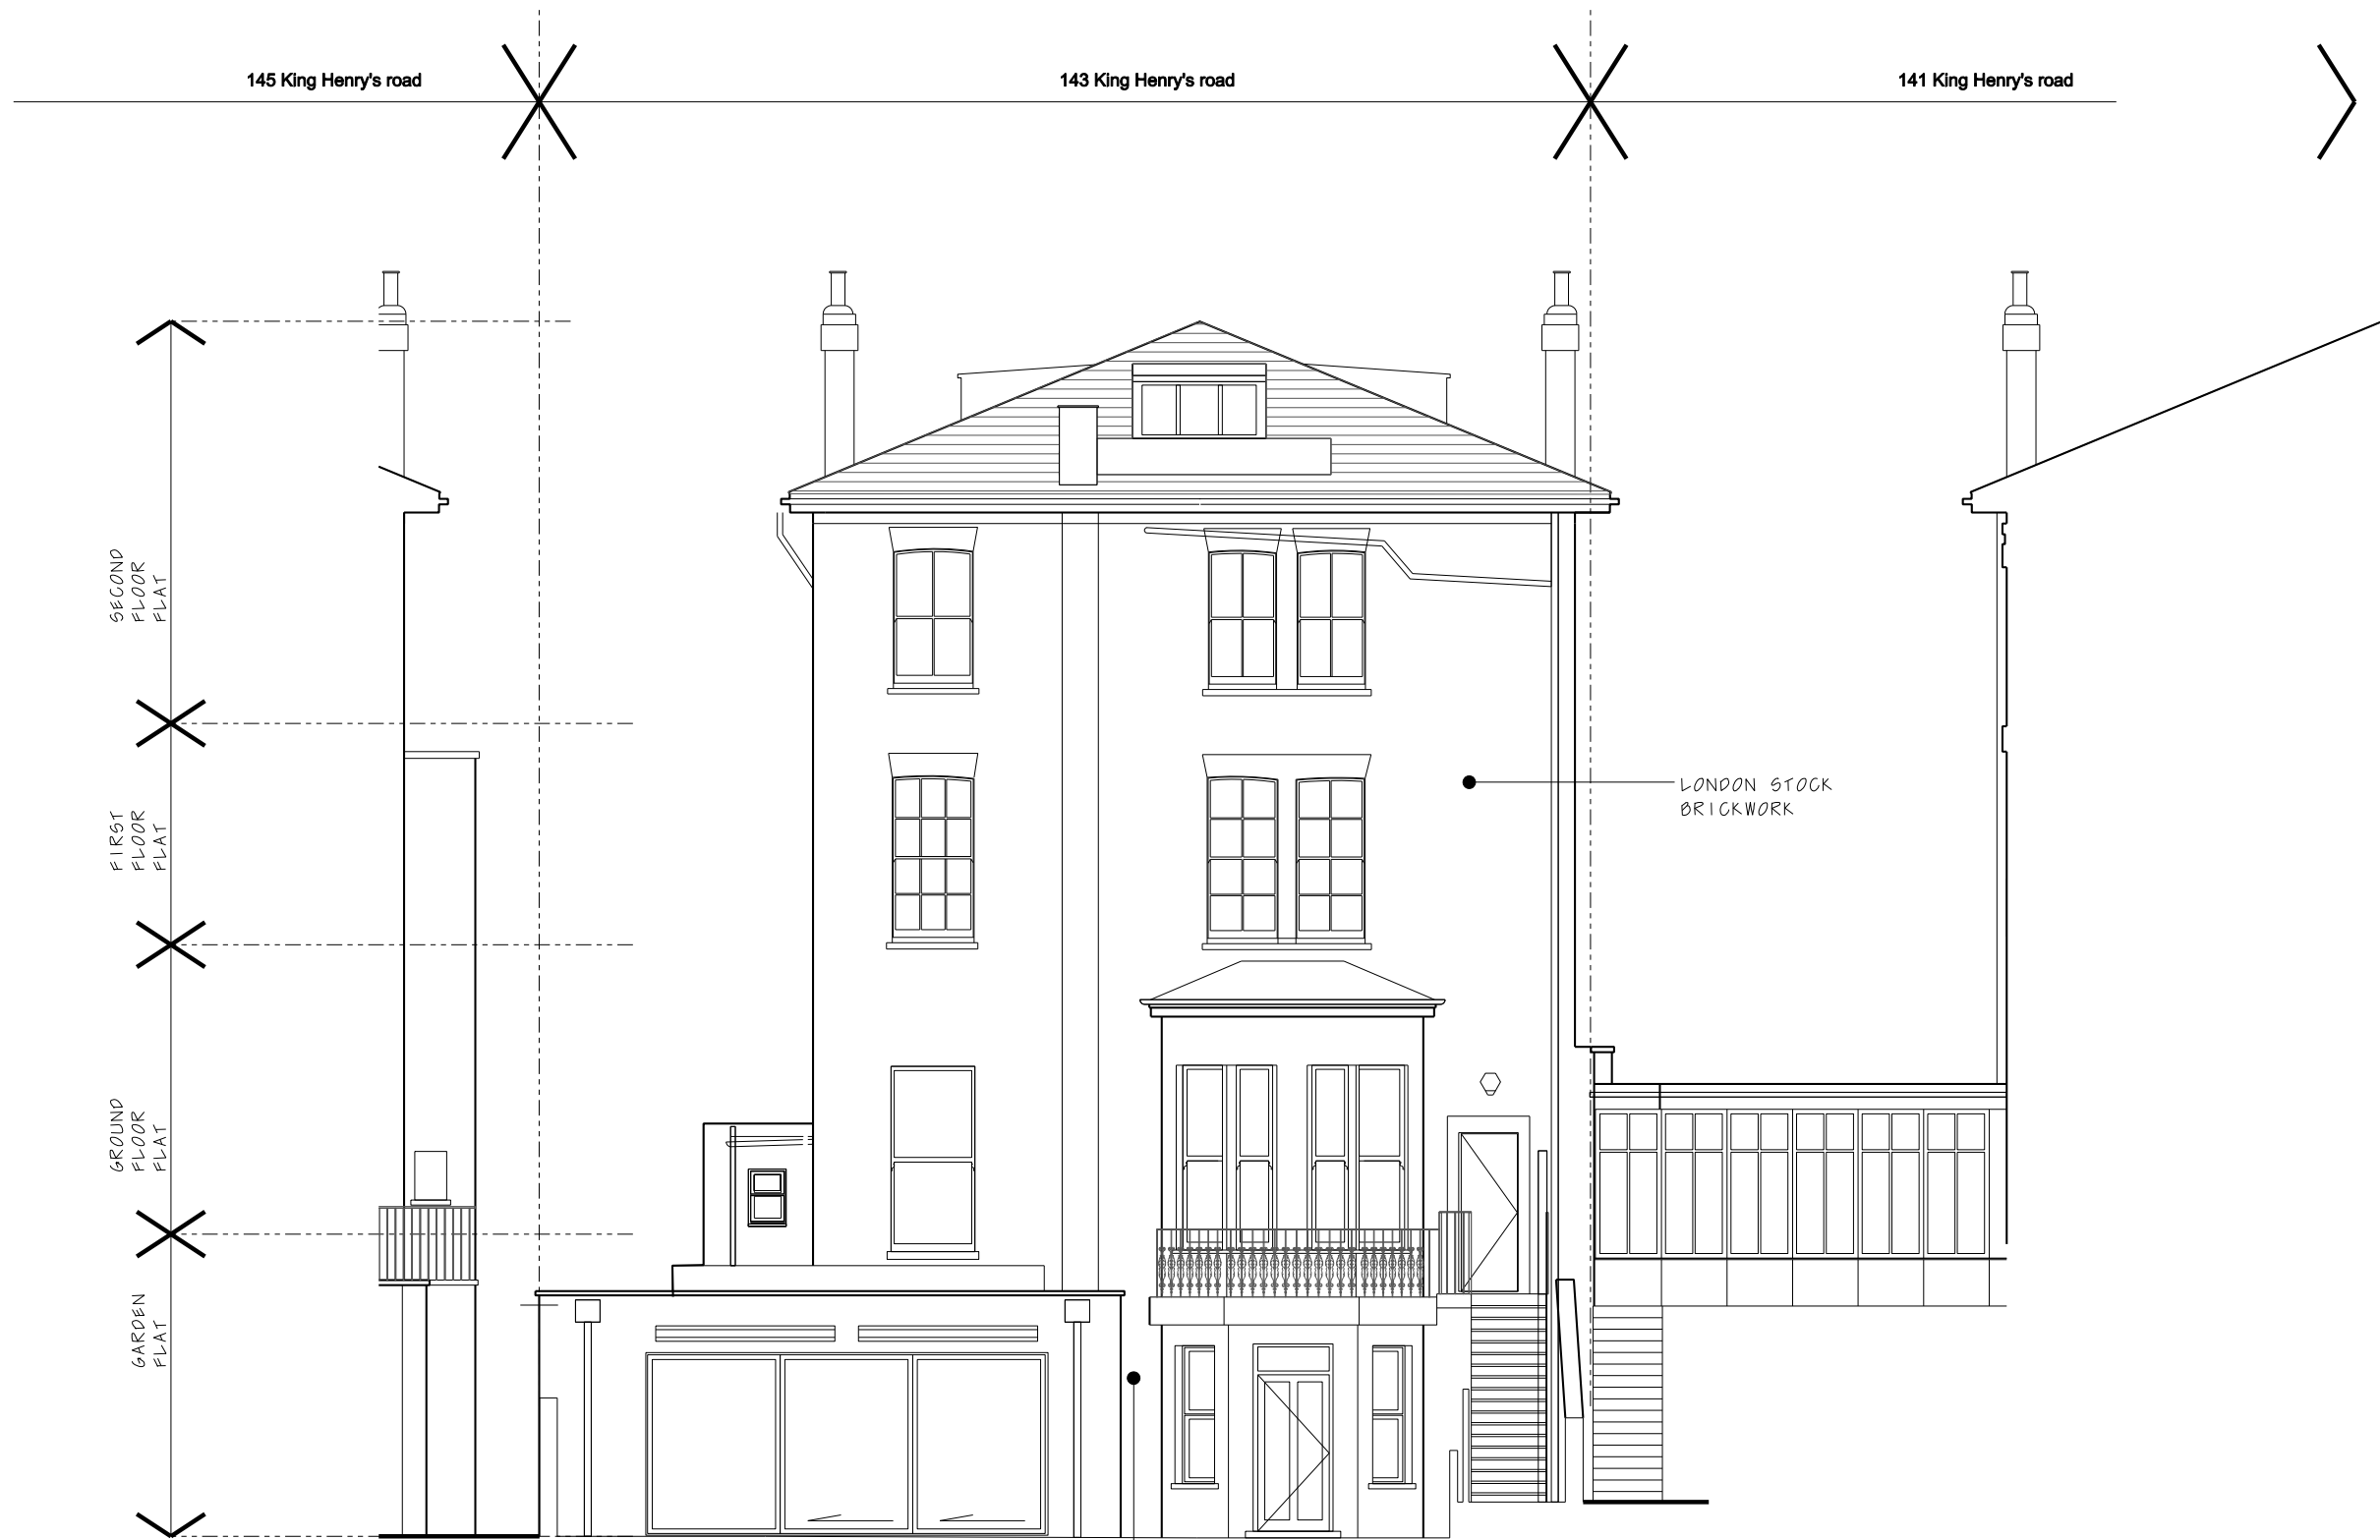 145 King Henry's road
143 King Henry's road
141 King Henry's road
SECOND
FLOOR
FLAT
FIRST
FLOOR
FLAT
LONDON STOCK
BRICKWORK
GROUND
FLOOR
FLAT
GARDEN
FLAT